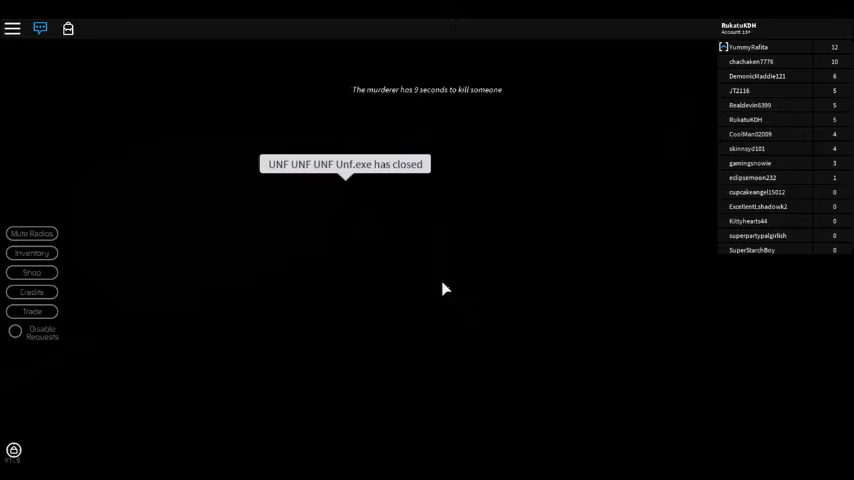 RukatuKDH
Account 13+
YummyRafita 12
chachaken7776 10
DemonicMaddie121 6
JT2116 5
Realdevin6399 5
RukatuKDH 5
CoolMan02009 4
skinnsyd101 4
gamingsnowie 3
eclipsemoon232 1
cupcakeangel15012 0
ExcellentLshadowk2 0
Kittyhearts44 0
superpartypalgirlish 0
SuperStarchBoy 0
The murderer has 9 seconds to kill someone
UNF UNF UNF Unf.exe has closed
Mute Radios
Inventory
Shop
Credits
Trade
Disable
Requests